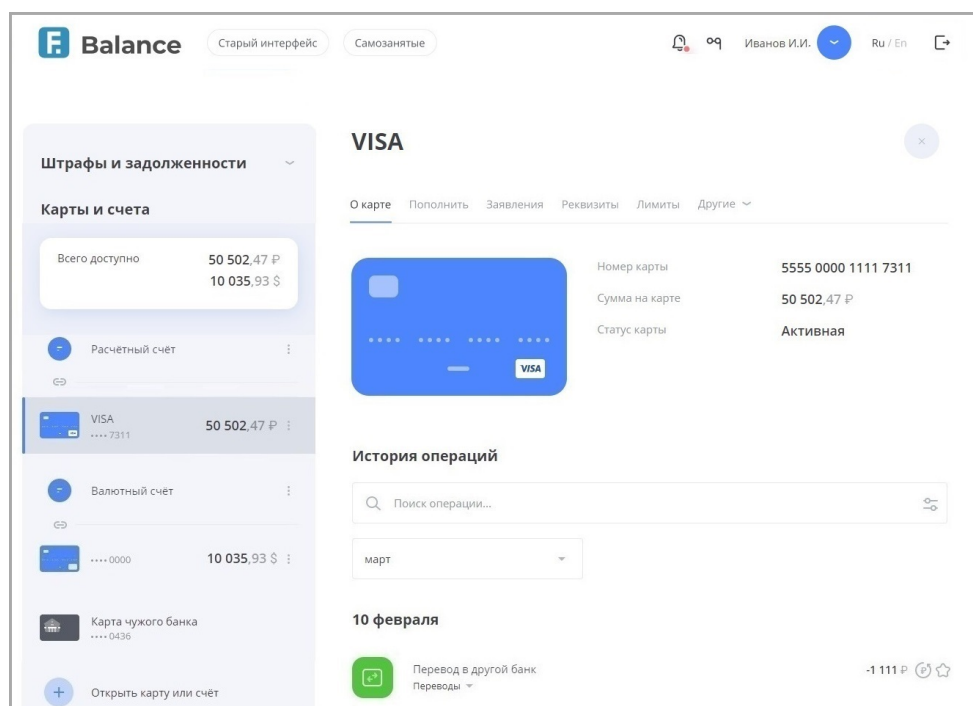 F. Balance
Старый интерфейс
Самозанятые
Иванов И.И.
Ru / En
Штрафы и задолженности
Карты и счета
Всего доступно
50 502,47 ₽
10 035,93 $
Расчётный счёт
VISA
50 502,47 ₽
•••• 7311
Валютный счёт
•••• 0000
10 035,93 $
Карта чужого банка
•••• 0436
Открыть карту или счёт
VISA
О карте Пополнить Заявления Реквизиты Лимиты Другие
VISA
Номер карты 5555 0000 1111 7311
Сумма на карте 50 502,47 ₽
Статус карты Активная
История операций
Поиск операции...
март
10 февраля
Перевод в другой банк
-1 111 ₽
Переводы